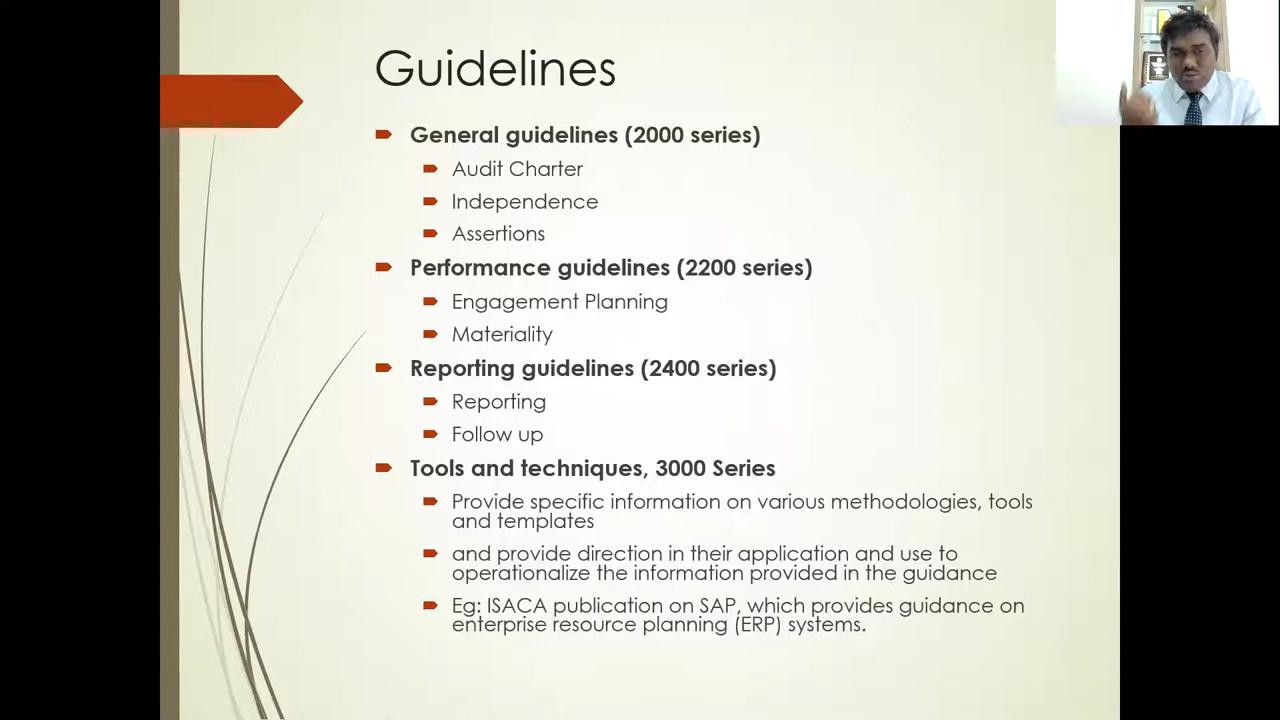 Guidelines
General guidelines (2000 series)
Audit Charter
Independence
Assertions
Performance guidelines (2200 series)
Engagement Planning
Materiality
Reporting guidelines (2400 series)
Reporting
Follow up
Tools and techniques, 3000 Series
Provide specific information on various methodologies, tools
and templates
and provide direction in their application and use to
operationalize the information provided in the guidance
Eg: ISACA publication on SAP, which provides guidance on
enterprise resource planning (ERP) systems.